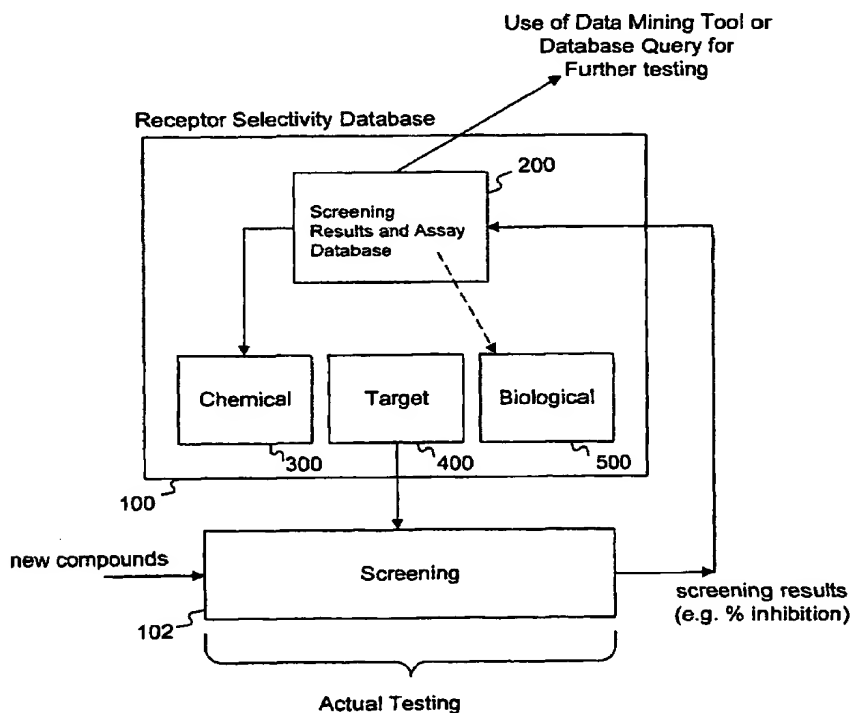 Use of Data Mining Tool or
Database Query for
Further testing
Receptor Selectivity Database
200
Screening
Results and Assay
Database
Chemical
Target
Biological
300
400
500
100
new compounds
Screening
screening results
(e.g. % inhibition)
102
Actual Testing